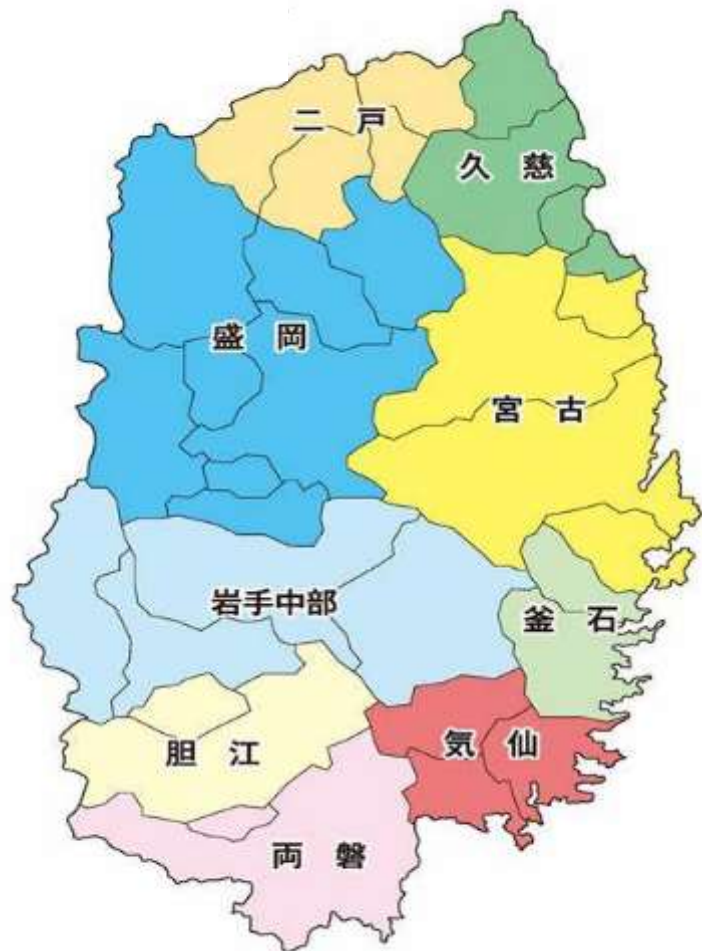 二 戸
久 慈
盛 岡
宮 古
岩手中部
釜 石
気 仙
胆 江
両 磐